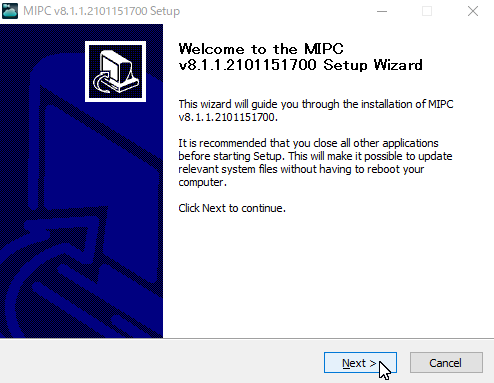 MIPC v8.1.1.2101151700 Setup
Welcome to the MIPC
v8.1.1.2101151700 Setup Wizard
This wizard will guide you through the installation of MIPC
v8.1.1.2101151700.
It is recommended that you close all other applications
before starting Setup. This will make it possible to update
relevant system files without having to reboot your
computer.
Click Next to continue.
Next >
Cancel